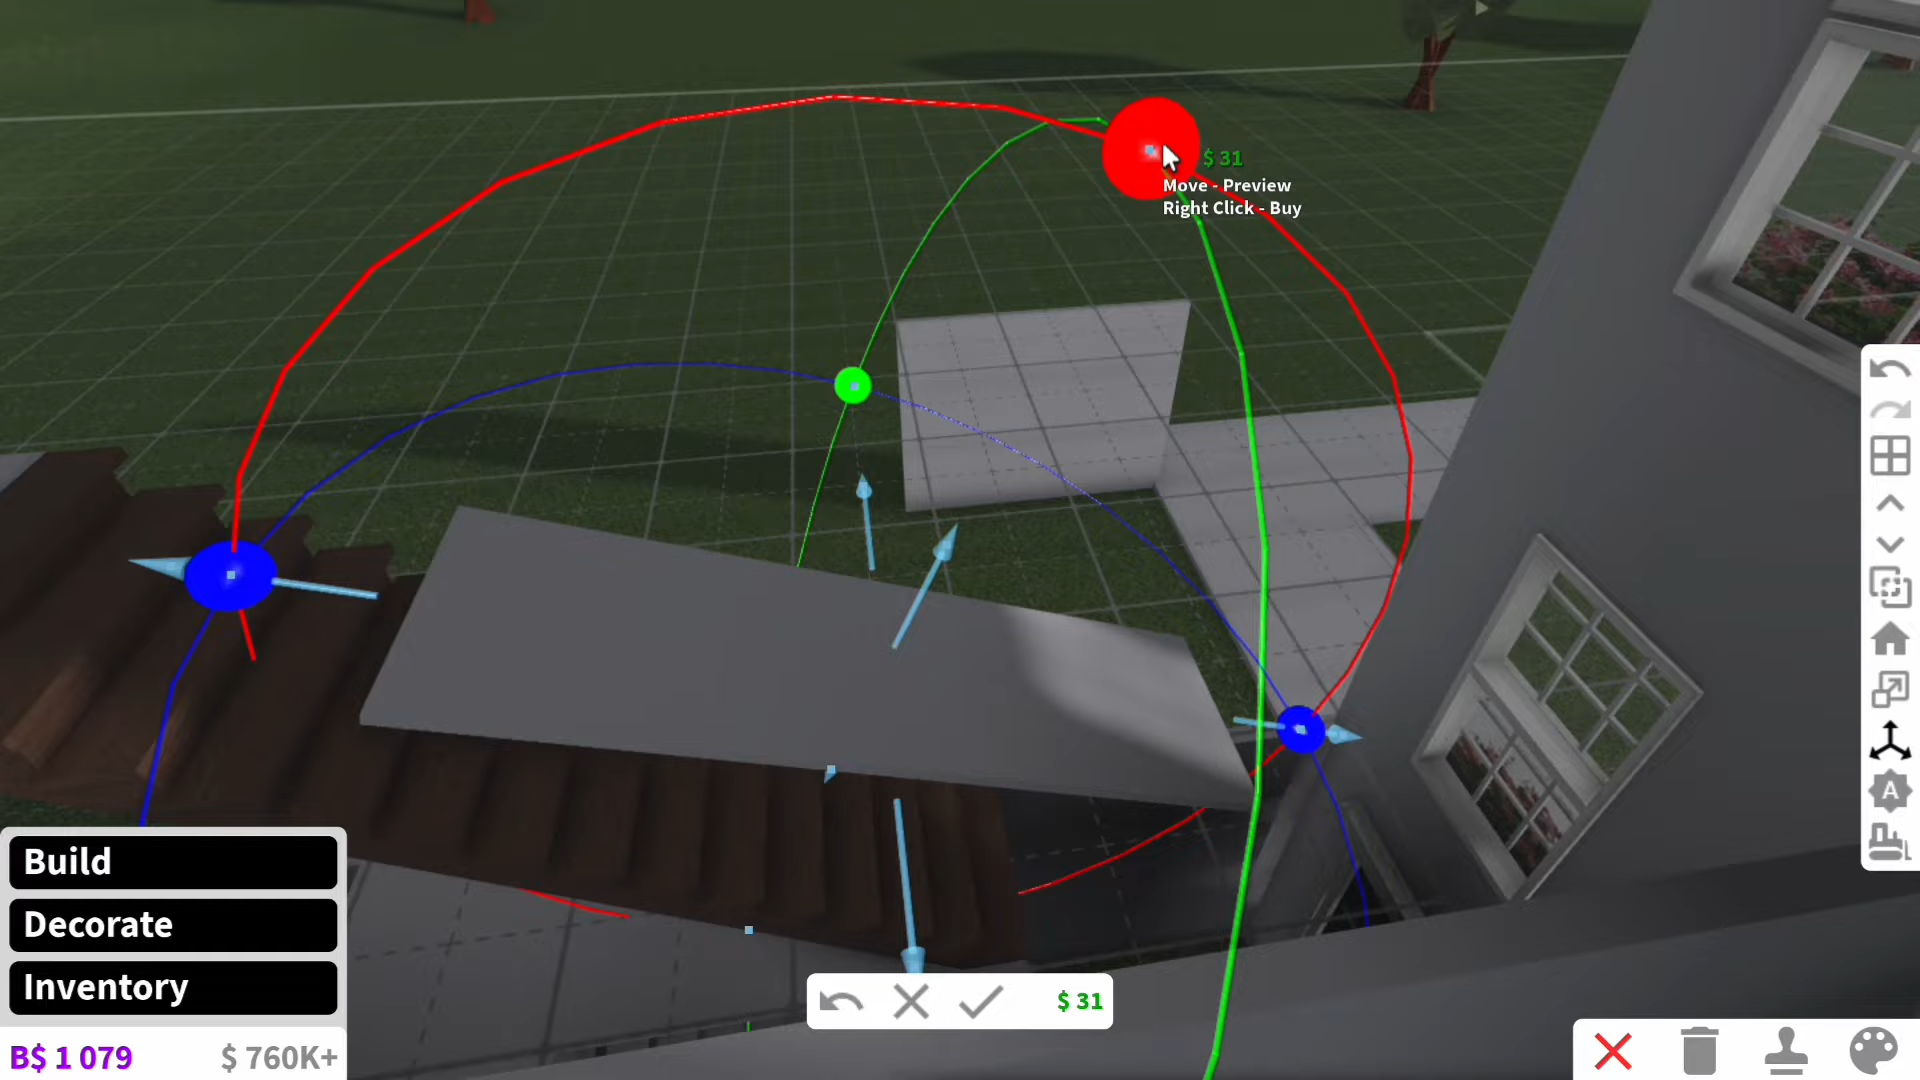 $ 31
Move - Preview
Right Click - Buy
A
Build
Decorate
Inventory
$ 31
B$ 1 079
$ 760K+